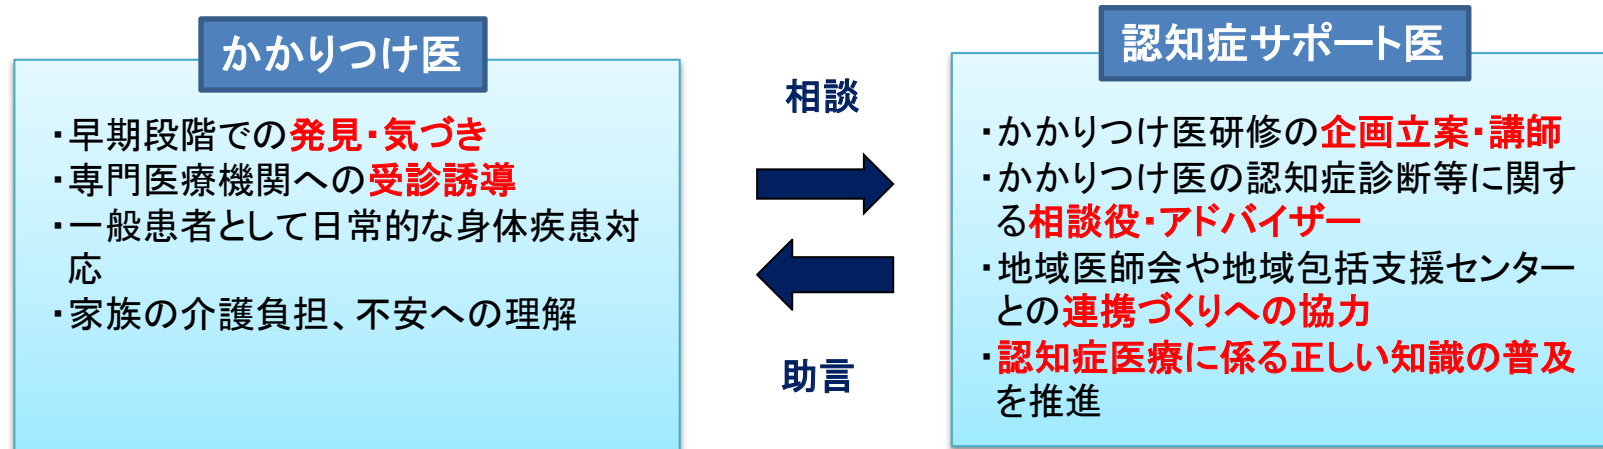 かかりつけ医
・早期段階での発見・気づき
・専門医療機関への受診誘導
・一般患者として日常的な身体疾患対
応
・家族の介護負担、不安への理解
相談
助言
認知症サポート医
・かかりつけ医研修の企画立案・講師
・かかりつけ医の認知症診断等に関す
る相談役・アドバイザー
・地域医師会や地域包括支援センター
との連携づくりへの協力
・認知症医療に係る正しい知識の普及
を推進